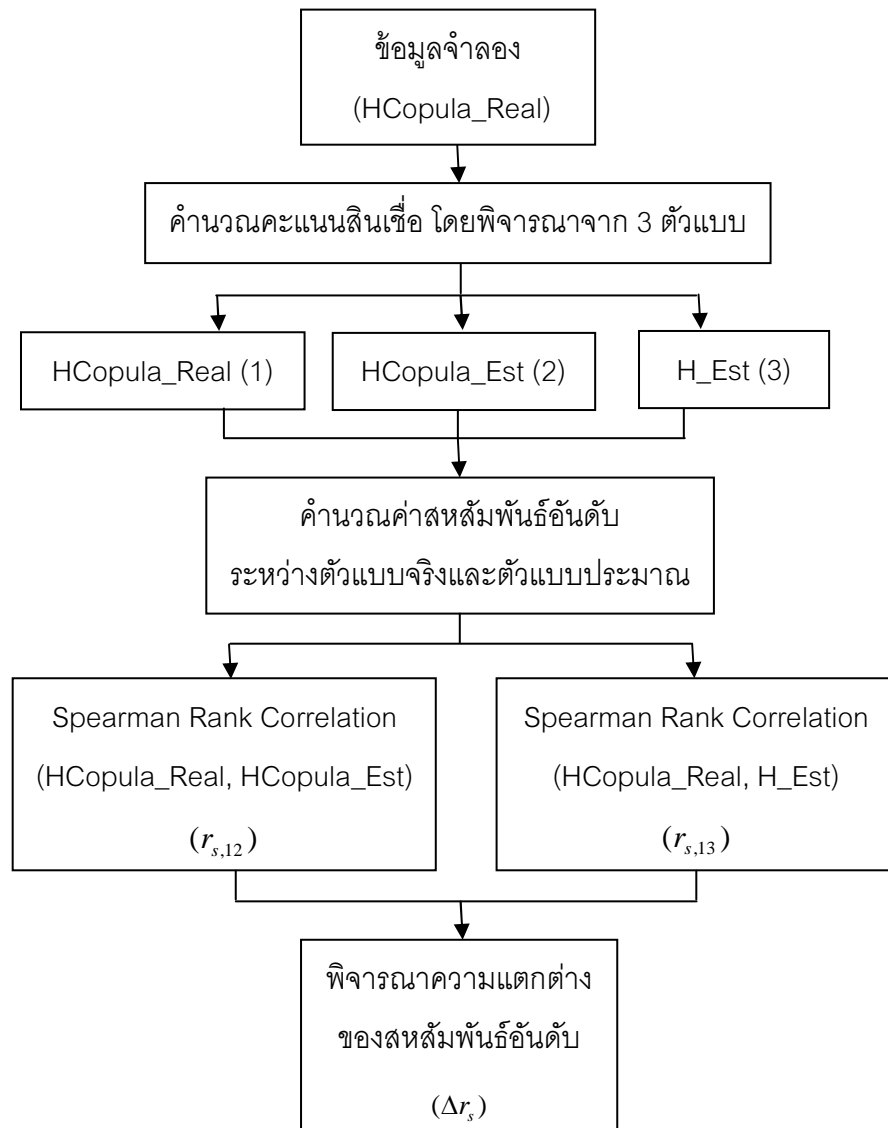 ข้อมูลจำลอง
(HCopula_Real)
คำนวณคะแนนสินเชื่อ โดยพิจารณาจาก 3 ตัวแบบ
HCopula_Real (1)
HCopula_Est (2)
H_Est (3)
คำนวณค่าสหสัมพันธ์อันดับ
ระหว่างตัวแบบจริงและตัวแบบประมาณ
Spearman Rank Correlation
(HCopula_Real, HCopula_Est)
(r_{s,12})
Spearman Rank Correlation
(HCopula_Real, H_Est)
(r_{s,13})
พิจารณาความแตกต่าง
ของสหสัมพันธ์อันดับ
(Δr_s)